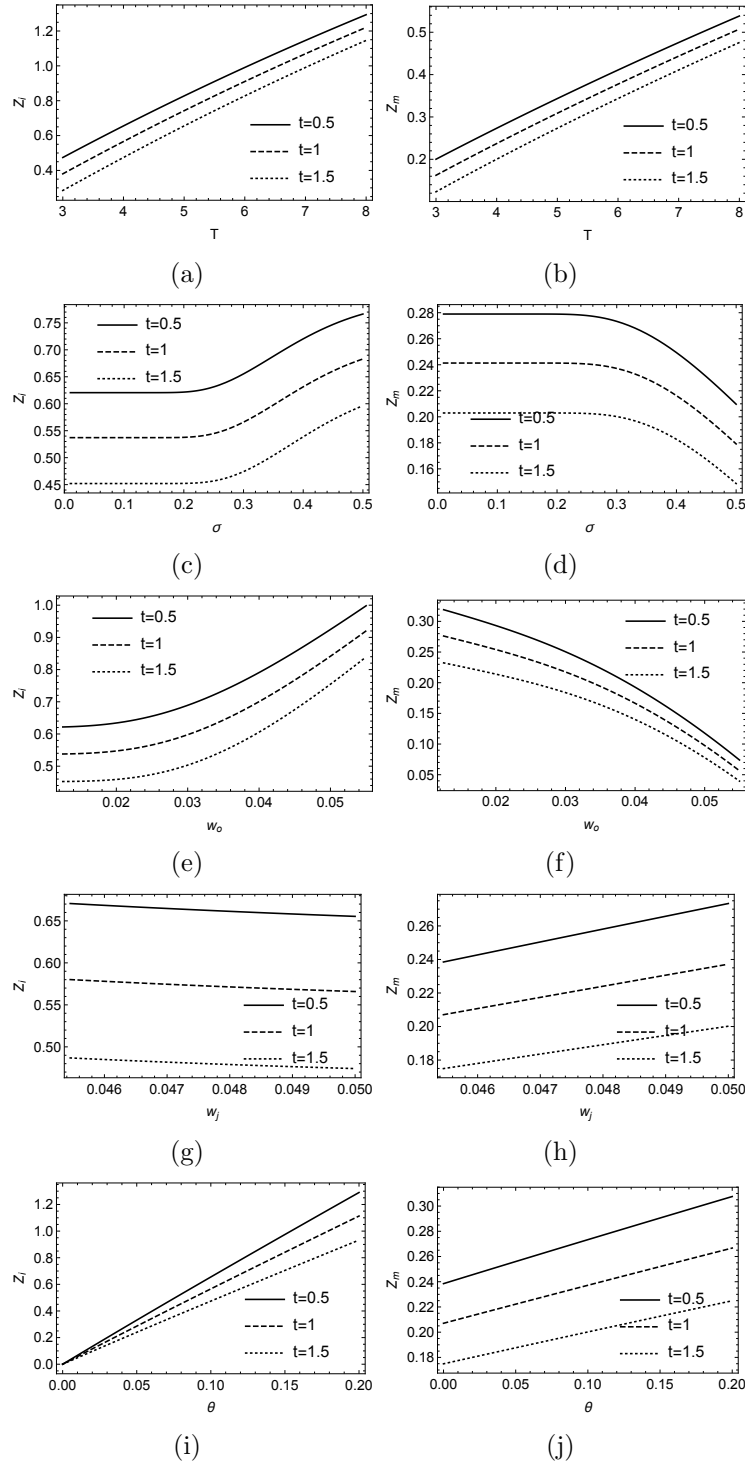 1.2
1.0
0.8
0.6
0.4
Z_i
t=0.5
t=1
t=1.5
3 4 5 6 7 8
T
(a)
0.5
0.4
0.3
0.2
Z_m
t=0.5
t=1
t=1.5
3 4 5 6 7 8
T
(b)
0.75
0.70
0.65
0.60
0.55
0.50
0.45
Z_i
t=0.5
t=1
t=1.5
0.0 0.1 0.2 0.3 0.4 0.5
σ
(c)
0.28
0.26
0.24
0.22
0.20
0.18
0.16
Z_m
t=0.5
t=1
t=1.5
0.0 0.1 0.2 0.3 0.4 0.5
σ
(d)
1.0
0.9
0.8
0.7
0.6
0.5
Z_i
t=0.5
t=1
t=1.5
0.02 0.03 0.04 0.05
w_o
(e)
0.30
0.25
0.20
0.15
0.10
0.05
Z_m
t=0.5
t=1
t=1.5
0.02 0.03 0.04 0.05
w_o
(f)
0.65
0.60
0.55
0.50
Z_i
t=0.5
t=1
t=1.5
0.046 0.047 0.048 0.049 0.050
w_j
(g)
0.26
0.24
0.22
0.20
0.18
Z_m
t=0.5
t=1
t=1.5
0.046 0.047 0.048 0.049 0.050
w_j
(h)
1.2
1.0
0.8
0.6
0.4
0.2
0.0
Z_i
t=0.5
t=1
t=1.5
0.00 0.05 0.10 0.15 0.20
θ
(i)
0.30
0.28
0.26
0.24
0.22
0.20
0.18
Z_m
t=0.5
t=1
t=1.5
0.00 0.05 0.10 0.15 0.20
θ
(j)